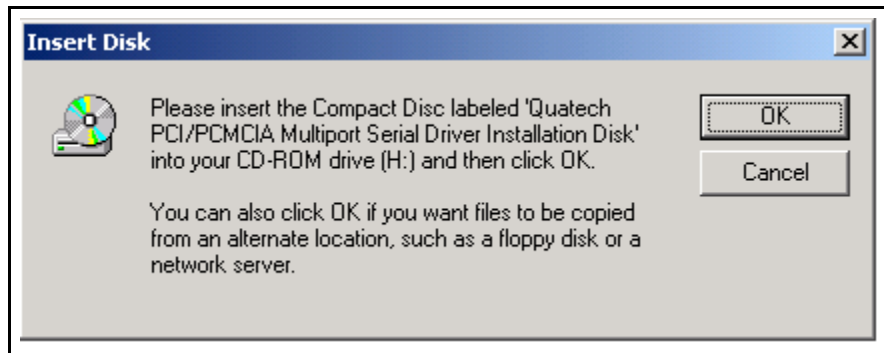 Insert Disk
Please insert the Compact Disc labeled 'Quatech
PCI/PCMCIA Multiport Serial Driver Installation Disk'
into your CD-ROM drive (H:) and then click OK.
You can also click OK if you want files to be copied
from an alternate location, such as a floppy disk or a
network server.
OK
Cancel